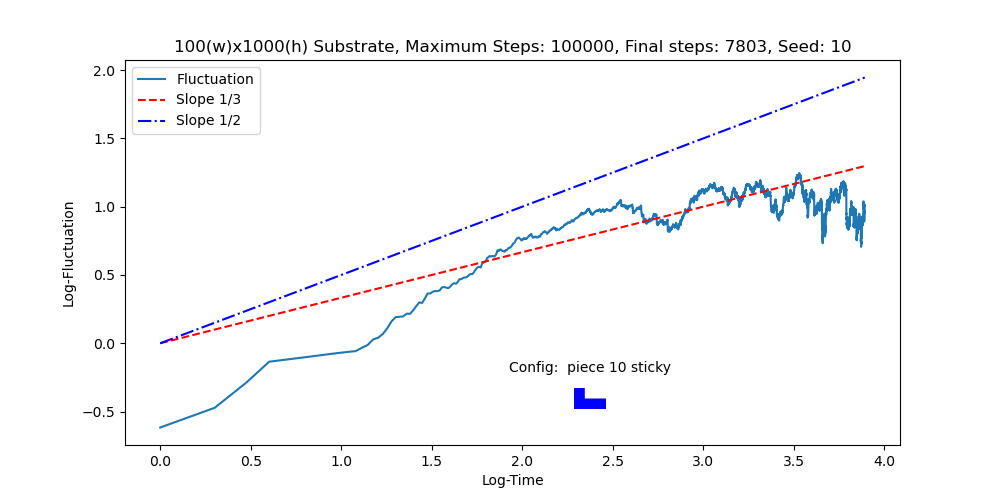 100(w)x1000(h) Substrate, Maximum Steps: 100000, Final steps: 7803, Seed: 10
Fluctuation
Slope 1/3
Slope 1/2
Log-Fluctuation
2.0
1.5
1.0
0.5
0.0
−0.5
Config:  piece 10 sticky
0.0 0.5 1.0 1.5 2.0 2.5 3.0 3.5 4.0
Log-Time